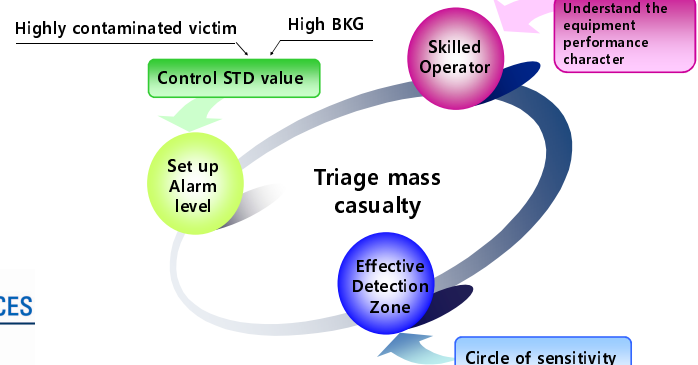 Highly contaminated victim
High BKG
Control STD value
Skilled
Operator
Understand the
equipment
performance
character
Set up
Alarm
level
Triage mass
casualty
Effective
Detection
Zone
CES
Circle of sensitivity